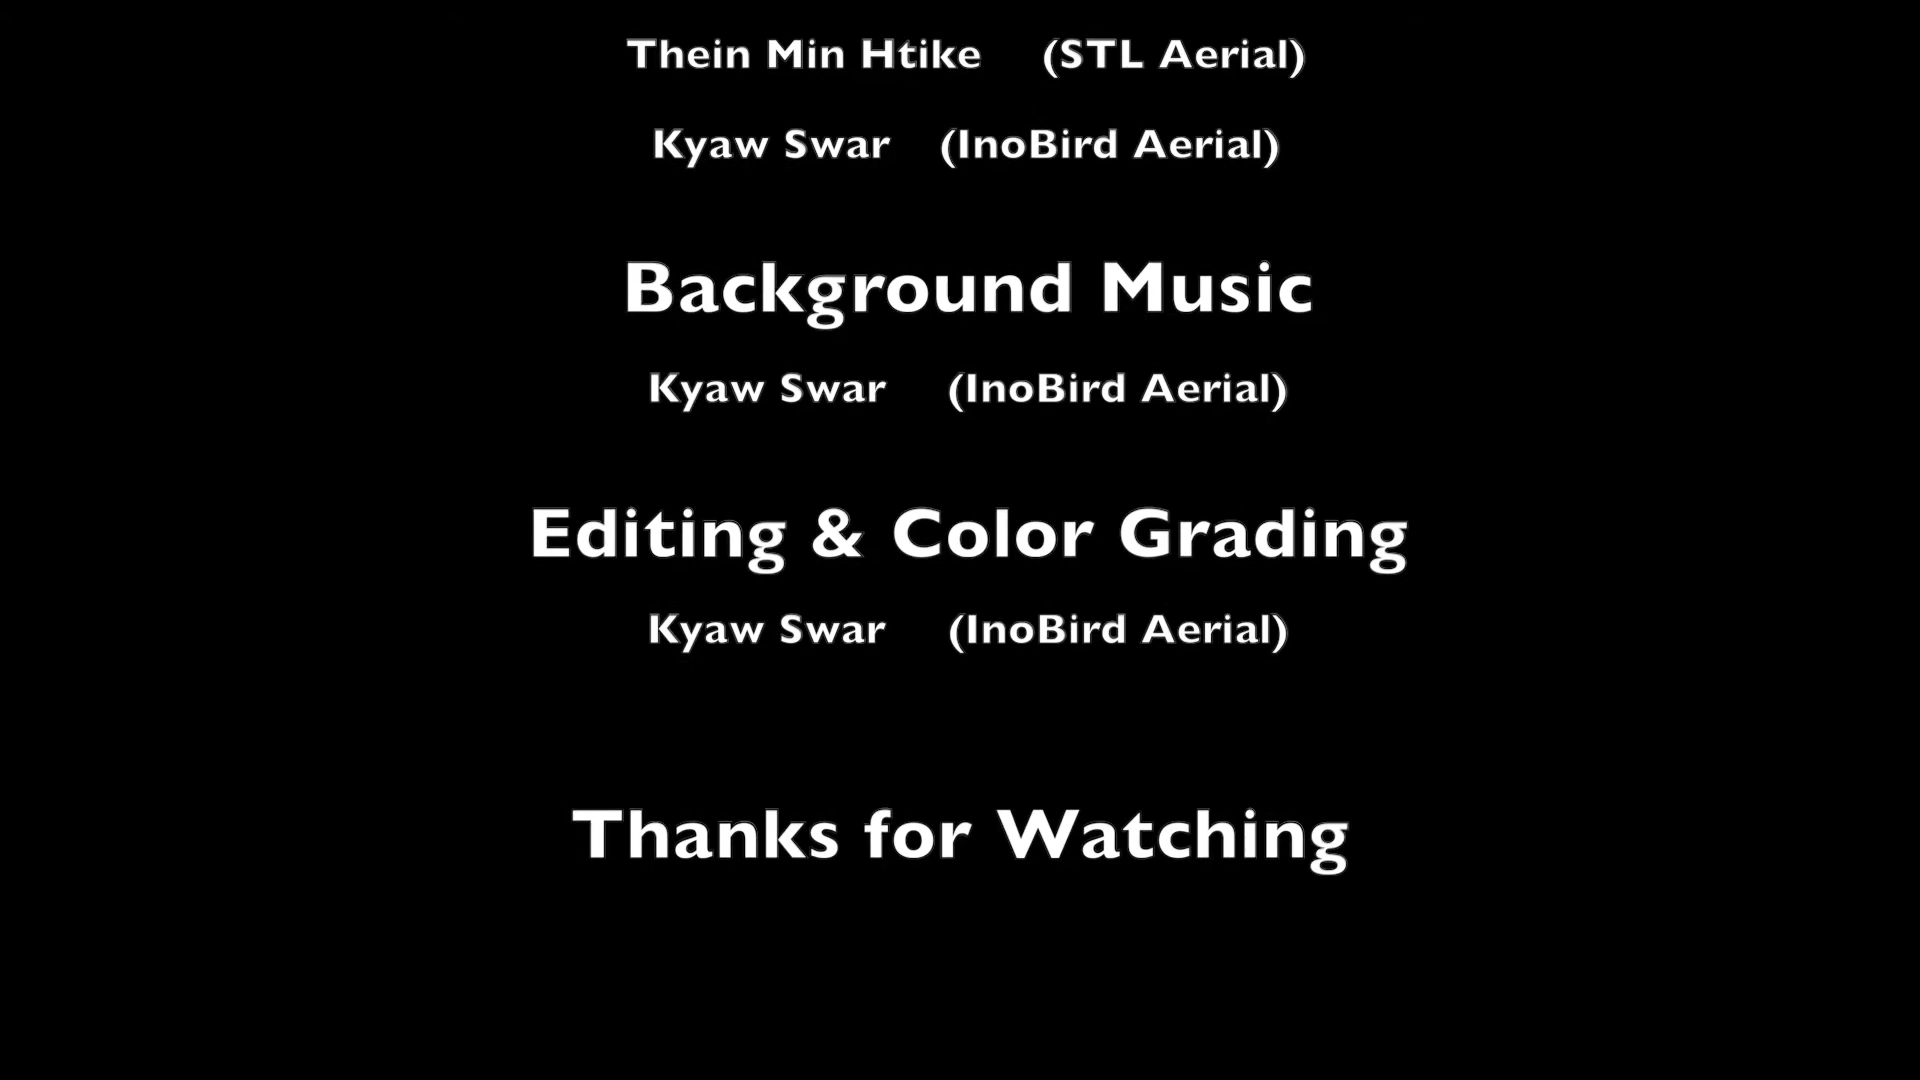 Thein Min Htike (STL Aerial)
Kyaw Swar (InoBird Aerial)
Background Music
Kyaw Swar (InoBird Aerial)
Editing & Color Grading
Kyaw Swar (InoBird Aerial)
Thanks for Watching